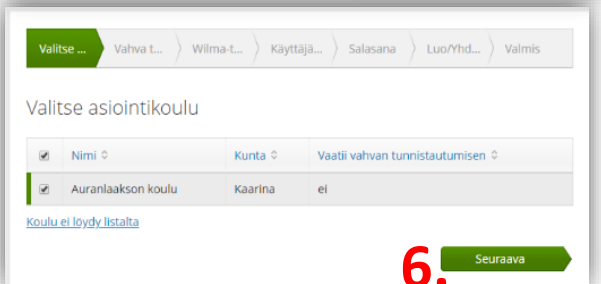 Valitse ... Vahva t... Wilma-t... Käyttäjä... Salasana Luo/Yhd... Valmis
Valitse asiointikoulu
Nimi Kunta Vaatii vahvan tunnistautumisen
Auranlaakson koulu Kaarina ei
Koulu ei löydy listalta
6. Seuraava